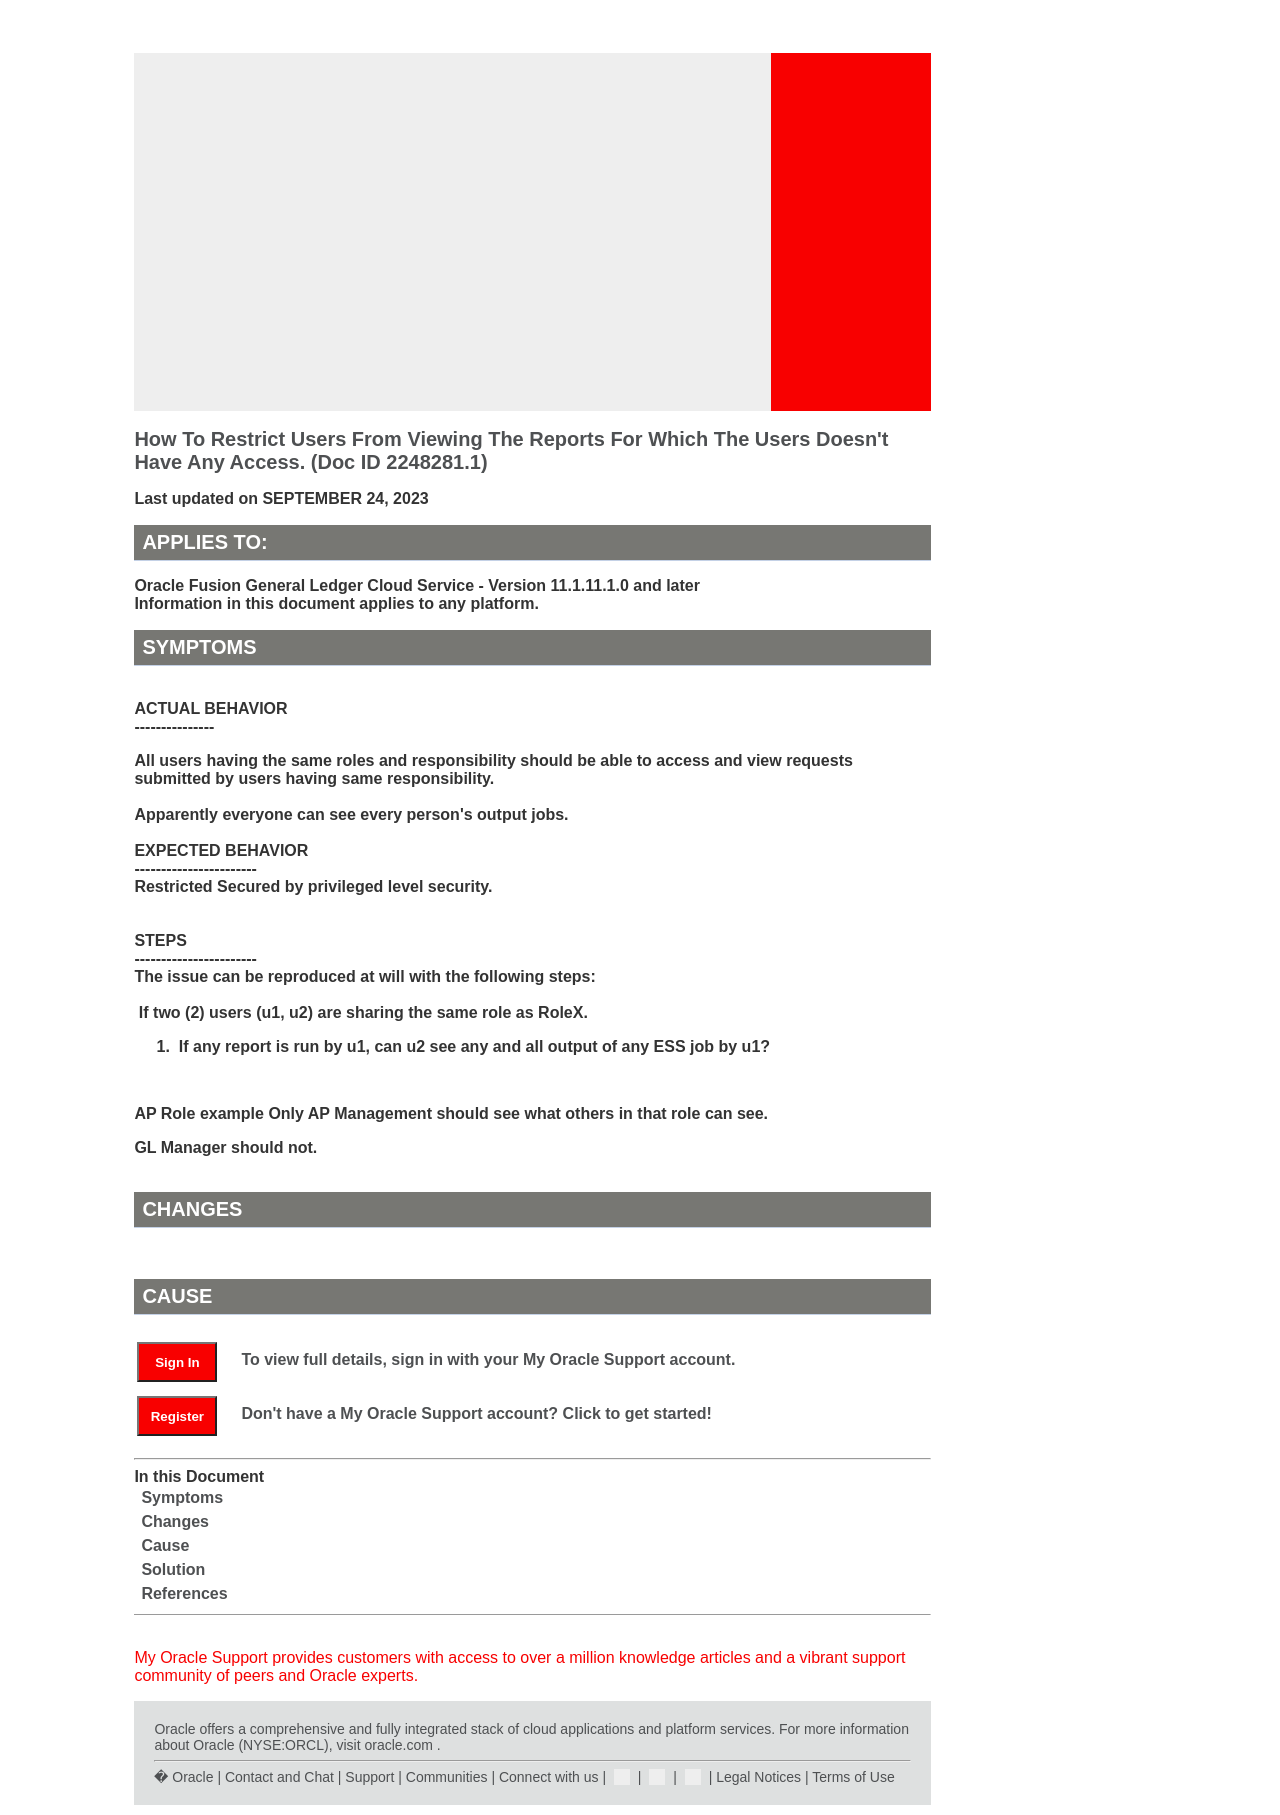 How To Restrict Users From Viewing The Reports For Which The Users Doesn't
Have Any Access. (Doc ID 2248281.1)
Last updated on SEPTEMBER 24, 2023
APPLIES TO:
Oracle Fusion General Ledger Cloud Service - Version 11.1.11.1.0 and later
Information in this document applies to any platform.
SYMPTOMS
ACTUAL BEHAVIOR
---------------
All users having the same roles and responsibility should be able to access and view requests
submitted by users having same responsibility.
Apparently everyone can see every person's output jobs.
EXPECTED BEHAVIOR
-----------------------
Restricted Secured by privileged level security.
STEPS
-----------------------
The issue can be reproduced at will with the following steps:
If two (2) users (u1, u2) are sharing the same role as RoleX.
1. If any report is run by u1, can u2 see any and all output of any ESS job by u1?
AP Role example Only AP Management should see what others in that role can see.
GL Manager should not.
CHANGES
CAUSE
Sign In To view full details, sign in with your My Oracle Support account.
Register Don't have a My Oracle Support account? Click to get started!
In this Document
Symptoms
Changes
Cause
Solution
References
My Oracle Support provides customers with access to over a million knowledge articles and a vibrant support
community of peers and Oracle experts.
Oracle offers a comprehensive and fully integrated stack of cloud applications and platform services. For more information
about Oracle (NYSE:ORCL), visit oracle.com .
� Oracle | Contact and Chat | Support | Communities | Connect with us | | | | Legal Notices | Terms of Use